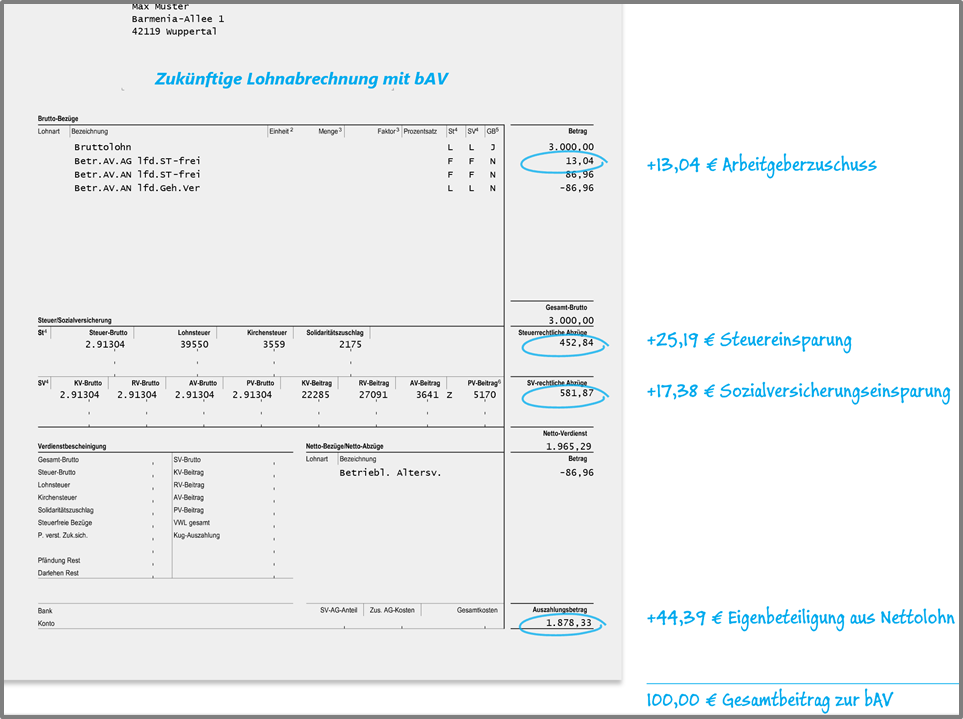 Max Muster
Barmenia-Allee 1
42119 Wuppertal
Zukünftige Lohnabrechnung mit bAV
Brutto-Bezüge
Lohnart Bezeichnung Einheit² Menge³ Faktor³ Prozentsatz St⁴ SV⁴ GB⁵ Betrag
Bruttolohn L L J 3.000,00
Betr.AV.AG lfd.ST-frei F F N 13,04
+13,04 € Arbeitgeberzuschuss
Betr.AV.AN lfd.ST-frei F F N 86,96
Betr.AV.AN lfd.Geh.Ver L L N -86,96
Gesamt-Brutto
Steuer/Sozialversicherung 3.000,00
St⁴ Steuer-Brutto Lohnsteuer Kirchensteuer Solidaritätszuschlag Steuerrechtliche Abzüge
2.91304 39550 3559 2175 452,84
+25,19 € Steuereinsparung
SV⁴ KV-Brutto RV-Brutto AV-Brutto PV-Brutto KV-Beitrag RV-Beitrag AV-Beitrag PV-Beitrag⁶ SV-rechtliche Abzüge
2.91304 2.91304 2.91304 2.91304 22285 27091 3641 Z 5170 581,87
+17,38 € Sozialversicherungseinsparung
Netto-Verdienst
Verdienstbescheinigung Netto-Bezüge/Netto-Abzüge 1.965,29
Gesamt-Brutto SV-Brutto Lohnart Bezeichnung Betrag
Steuer-Brutto KV-Beitrag Betriebl. Altersv. -86,96
Lohnsteuer RV-Beitrag
Kirchensteuer AV-Beitrag
Solidaritätszuschlag PV-Beitrag
Steuerfreie Bezüge VWL gesamt
P. verst. Zuk.sich. Kug-Auszahlung
Pfändung Rest
Darlehen Rest
Bank SV-AG-Anteil Zus. AG-Kosten Gesamtkosten Auszahlungsbetrag
Konto 1.878,33
+44,39 € Eigenbeteiligung aus Nettolohn
100,00 € Gesamtbeitrag zur bAV